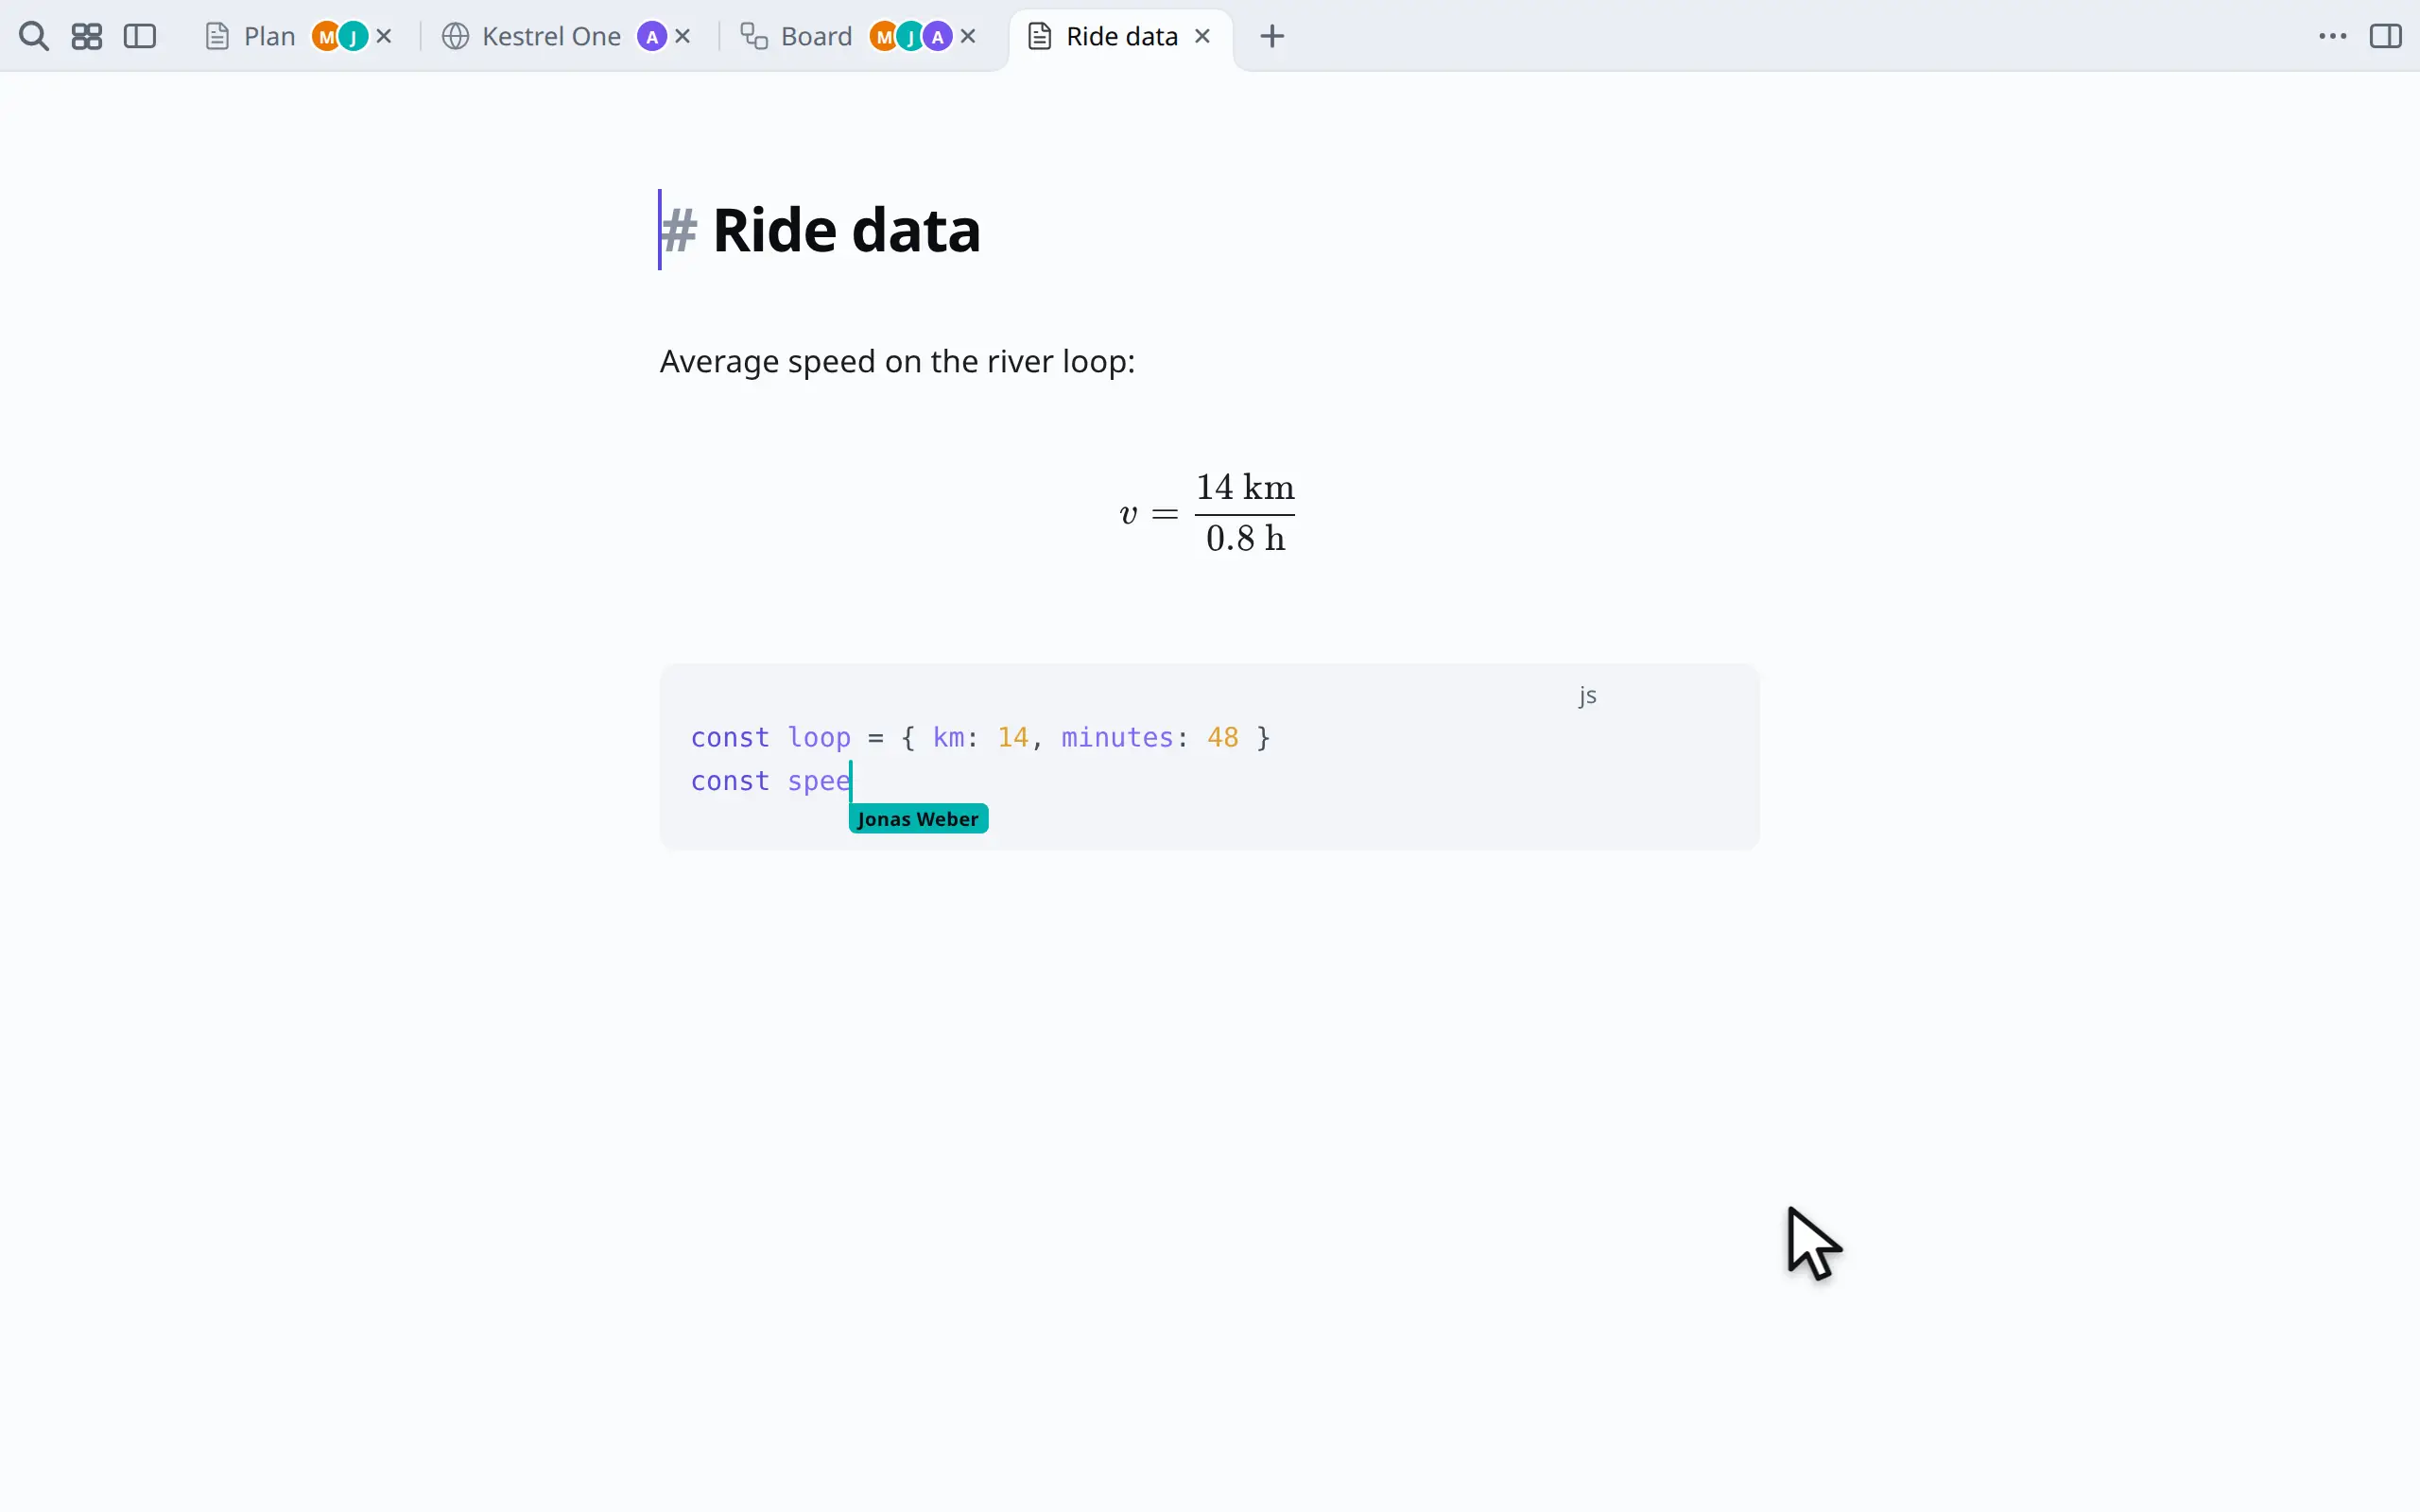 Plan M J
Kestrel One A
Board M J A
Ride data
# Ride data
Average speed on the river loop:
v = 14 km / 0.8 h
js
const loop = { km: 14, minutes: 48 }
const spee
Jonas Weber